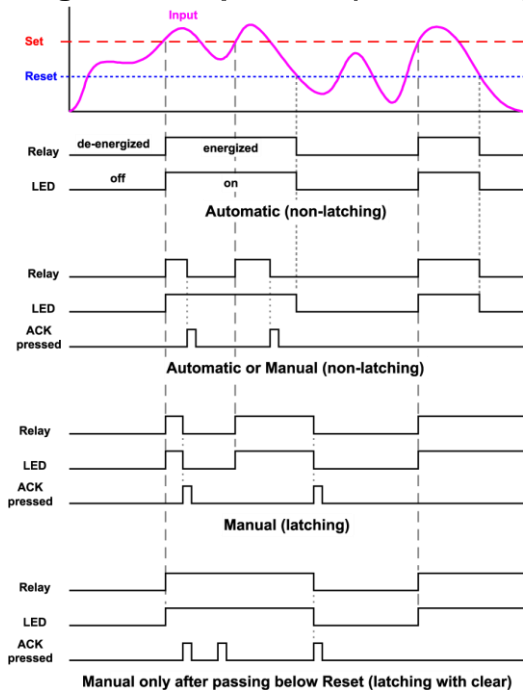 Input
Set
Reset
de-energized energized
Relay
off on
LED
Automatic (non-latching)
Relay
LED
ACK
pressed
Automatic or Manual (non-latching)
Relay
LED
ACK
pressed
Manual (latching)
Relay
LED
ACK
pressed
Manual only after passing below Reset (latching with clear)